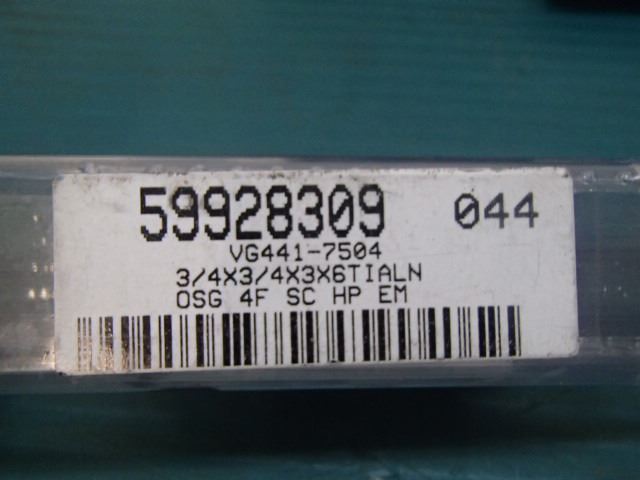 59928309 044
VG441-7504
3/4X3/4X3X6TIALN
OSG 4F SC HP EM